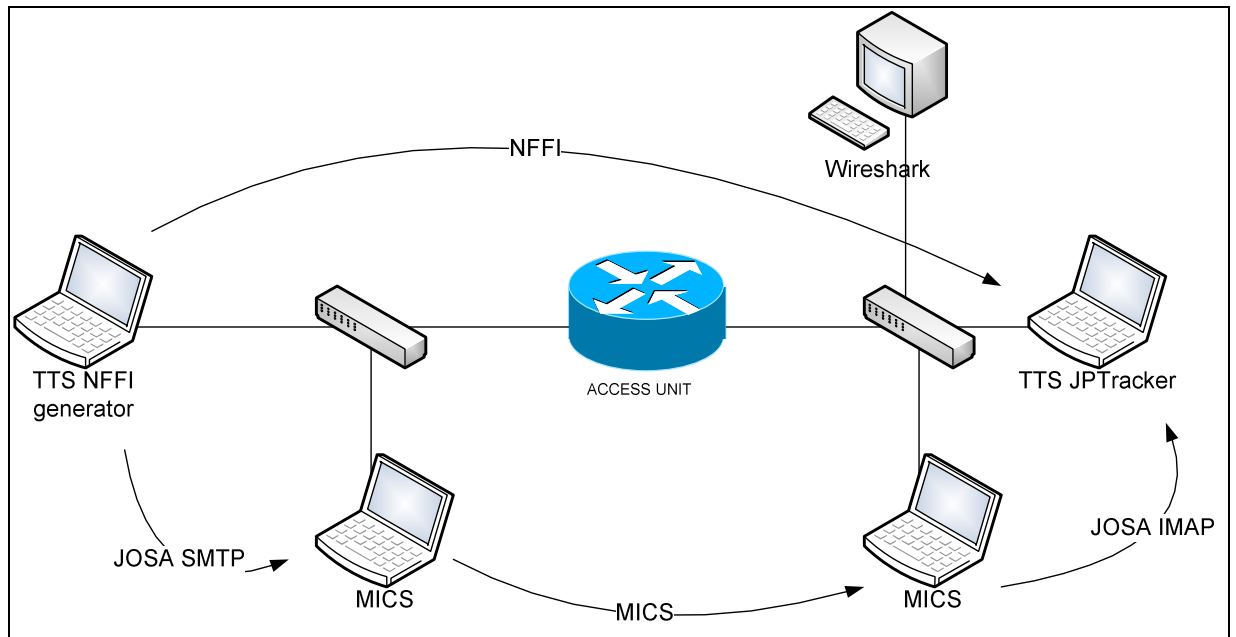 Wireshark
NFFI
TTS NFFI
generator
ACCESS UNIT
TTS JPTracker
JOSA SMTP
MICS
MICS
MICS
JOSA IMAP